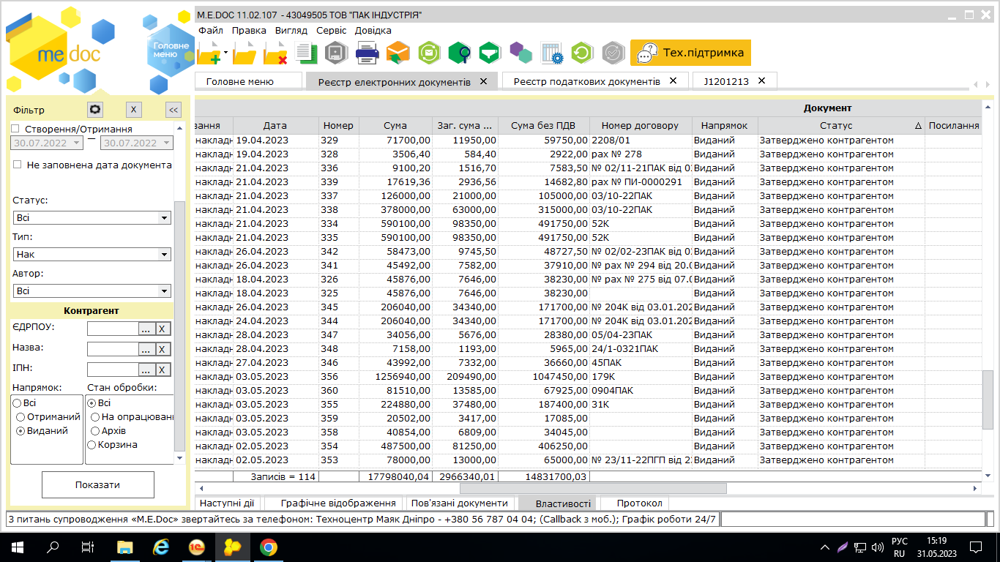 M.E.DOC 11.02.107 - 43049505 ТОВ "ПАК ІНДУСТРІЯ"
me doc
Головне меню
Файл Правка Вигляд Сервіс Довідка
Тех.підтримка
Головне меню Реєстр електронних документів Реєстр податкових документів J1201213
Фільтр X <<
Створення/Отримання
30.07.2022 30.07.2022
Не заповнена дата документа
Статус:
Всі
Тип:
Нак
Автор:
Всі
Контрагент
ЄДРПОУ: ... X
Назва: ... X
ІПН: ... X
Напрямок: Стан обробки:
Всі Всі
Отриманий На опрацюванн
Виданий Архів
Корзина
Показати
Документ
вання Дата Номер Сума Заг. сума ... Сума без ПДВ Номер договору Напрямок Статус Посилання
накладн 19.04.2023 329 71700,00 11950,00 59750,00 2208/01 Виданий Затверджено контрагентом
накладн 19.04.2023 328 3506,40 584,40 2922,00 рах № 278 Виданий Затверджено контрагентом
накладн 21.04.2023 336 9100,20 1516,70 7583,50 № 02/11-21ПАК від 0 Виданий Затверджено контрагентом
накладн 21.04.2023 339 17619,36 2936,56 14682,80 рах № ПИ-0000291 Виданий Затверджено контрагентом
накладн 21.04.2023 337 126000,00 21000,00 105000,00 03/10-22ПАК Виданий Затверджено контрагентом
накладн 21.04.2023 338 378000,00 63000,00 315000,00 03/10-22ПАК Виданий Затверджено контрагентом
накладн 21.04.2023 334 590100,00 98350,00 491750,00 52К Виданий Затверджено контрагентом
накладн 21.04.2023 335 590100,00 98350,00 491750,00 52К Виданий Затверджено контрагентом
накладн 26.04.2023 342 58473,00 9745,50 48727,50 № 02/02-23ПАК від 0 Виданий Затверджено контрагентом
накладн 26.04.2023 341 45492,00 7582,00 37910,00 № рах № 294 від 20.0 Виданий Затверджено контрагентом
накладн 18.04.2023 326 45876,00 7646,00 38230,00 № рах № 275 від 07.0 Виданий Затверджено контрагентом
накладн 18.04.2023 325 45876,00 7646,00 38230,00 Виданий Затверджено контрагентом
накладн 26.04.2023 345 206040,00 34340,00 171700,00 № 204К від 03.01.202 Виданий Затверджено контрагентом
накладн 24.04.2023 344 206040,00 34340,00 171700,00 № 204К від 03.01.202 Виданий Затверджено контрагентом
накладн 28.04.2023 347 34056,00 5676,00 28380,00 05/04-23ПАК Виданий Затверджено контрагентом
накладн 28.04.2023 348 7158,00 1193,00 5965,00 24/1-0321ПАК Виданий Затверджено контрагентом
накладн 27.04.2023 346 43992,00 7332,00 36660,00 45ПАК Виданий Затверджено контрагентом
накладн 03.05.2023 356 1256940,00 209490,00 1047450,00 179К Виданий Затверджено контрагентом
накладн 03.05.2023 360 81510,00 13585,00 67925,00 0904ПАК Виданий Затверджено контрагентом
накладн 03.05.2023 355 224880,00 37480,00 187400,00 31К Виданий Затверджено контрагентом
накладн 03.05.2023 359 20502,00 3417,00 17085,00 Виданий Затверджено контрагентом
накладн 03.05.2023 358 40854,00 6809,00 34045,00 Виданий Затверджено контрагентом
накладн 02.05.2023 354 487500,00 81250,00 406250,00 Виданий Затверджено контрагентом
накладн 02.05.2023 353 78000,00 13000,00 65000,00 № 23/11-22ПГП від 2 Виданий Затверджено контрагентом
Записів = 114 17798040,04 2966340,01 14831700,03
Наступні дії Графічне відображення Пов'язані документи Властивості Протокол
З питань супроводження «M.E.Doc» звертайтесь за телефоном: Техноцентр Маяк Дніпро - +380 56 787 04 04; (Callback з моб.); Графік роботи 24/7
РУС 15:19
RU 31.05.2023